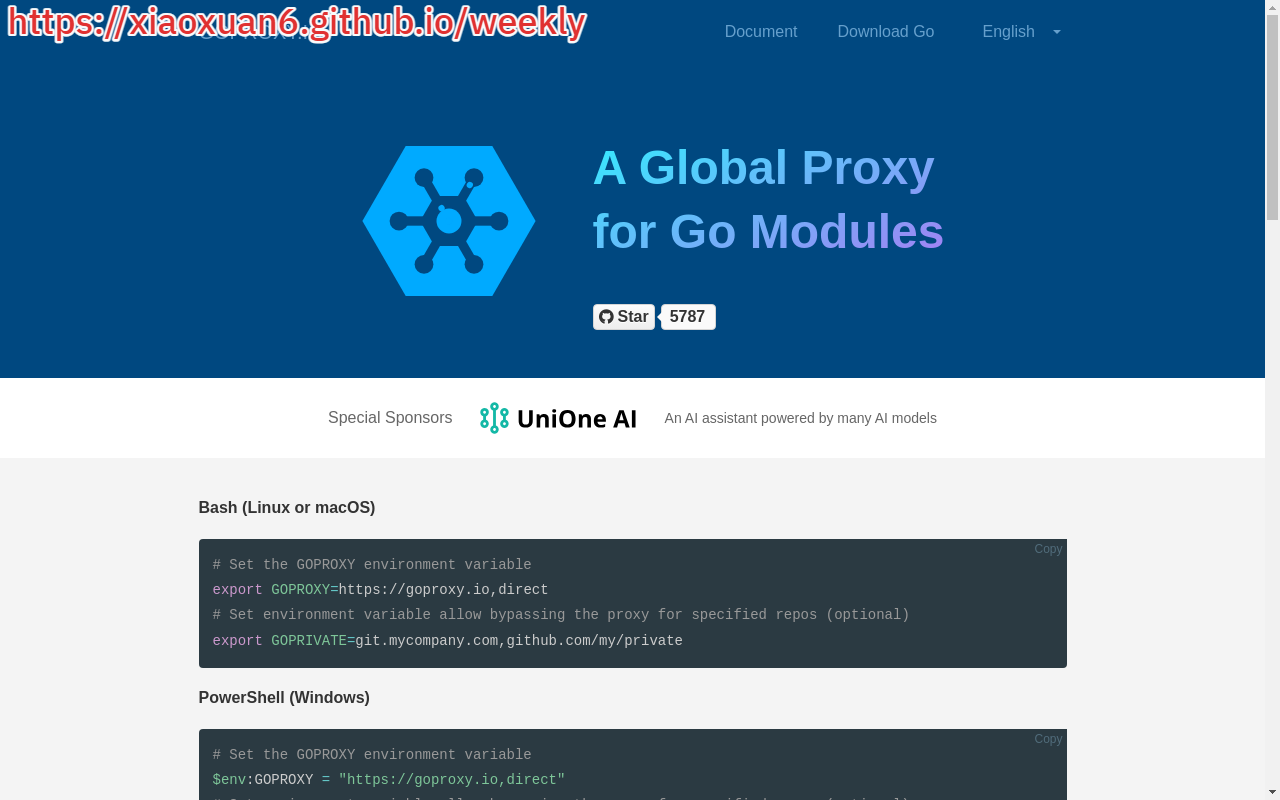 https://xiaoxuan6.github.io/weekly
Document
Download Go
English
A Global Proxy
for Go Modules
Star
5787
Special Sponsors
UniOne AI
An AI assistant powered by many AI models
Bash (Linux or macOS)
Copy
# Set the GOPROXY environment variable
export GOPROXY=https://goproxy.io,direct
# Set environment variable allow bypassing the proxy for specified repos (optional)
export GOPRIVATE=git.mycompany.com,github.com/my/private
PowerShell (Windows)
Copy
# Set the GOPROXY environment variable
$env:GOPROXY = "https://goproxy.io,direct"